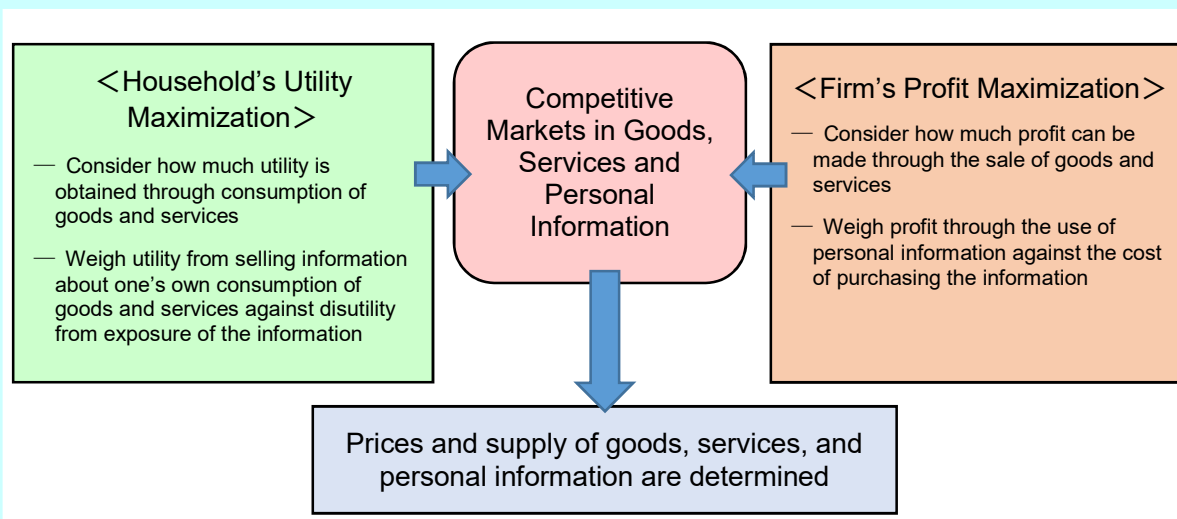 ＜Household’s Utility
Maximization＞
— Consider how much utility is
obtained through consumption of
goods and services
— Weigh utility from selling information
about one’s own consumption of
goods and services against disutility
from exposure of the information
Competitive
Markets in Goods,
Services and
Personal
Information
＜Firm’s Profit Maximization＞
— Consider how much profit can be
made through the sale of goods and
services
— Weigh profit through the use of
personal information against the cost
of purchasing the information
Prices and supply of goods, services, and
personal information are determined